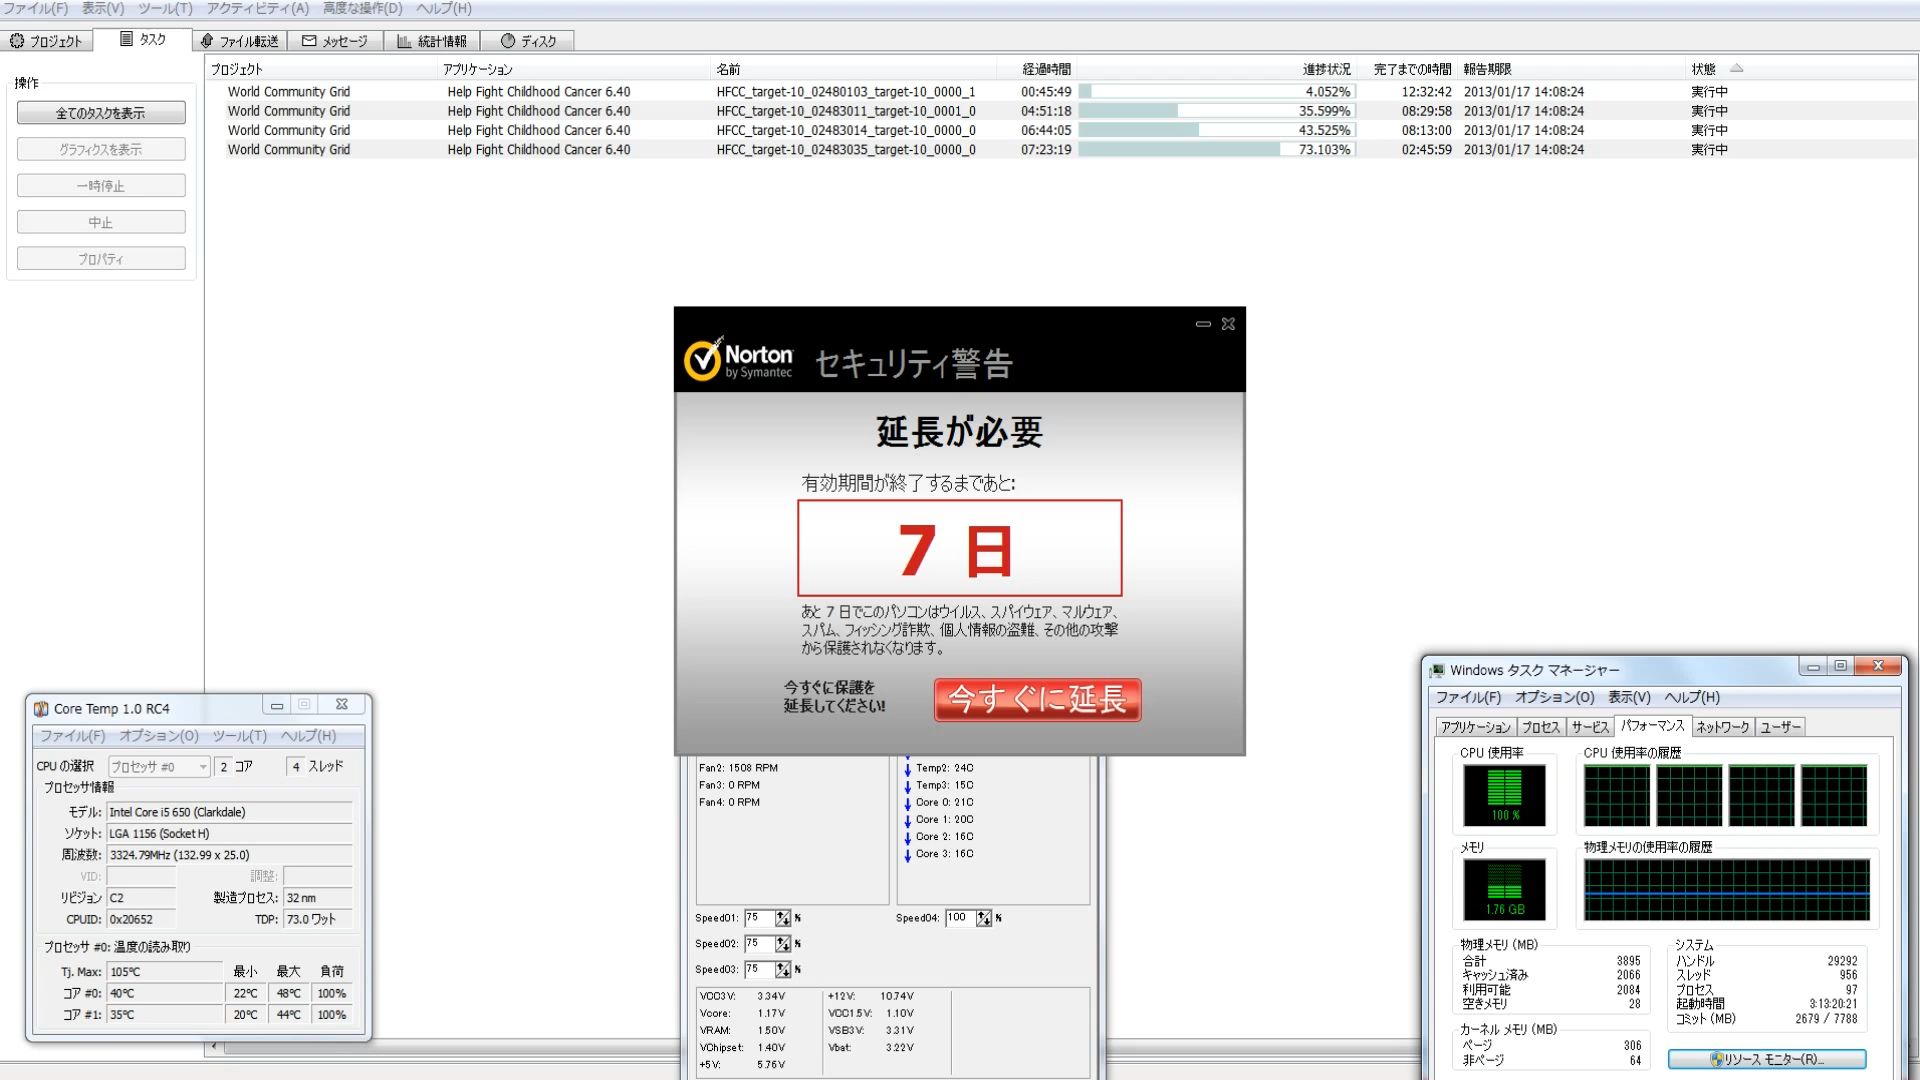 ファイル(F) 表示(V) ツール(T) アクティビティ(A) 高度な操作(D) ヘルプ(H)
プロジェクト タスク ファイル転送 メッセージ 統計情報 ディスク
操作
全てのタスクを表示
グラフィクスを表示
一時停止
中止
プロパティ
プロジェクト アプリケーション 名前 経過時間 進捗状況 完了までの時間 報告期限 状態
World Community Grid Help Fight Childhood Cancer 6.40 HFCC_target-10_02480103_target-10_0000_1 00:45:49 4.052% 12:32:42 2013/01/17 14:08:24 実行中
World Community Grid Help Fight Childhood Cancer 6.40 HFCC_target-10_02483011_target-10_0001_0 04:51:18 35.599% 08:29:58 2013/01/17 14:08:24 実行中
World Community Grid Help Fight Childhood Cancer 6.40 HFCC_target-10_02483014_target-10_0000_0 06:44:05 43.525% 08:13:00 2013/01/17 14:08:24 実行中
World Community Grid Help Fight Childhood Cancer 6.40 HFCC_target-10_02483035_target-10_0000_0 07:23:19 73.103% 02:45:59 2013/01/17 14:08:24 実行中
Norton by Symantec セキュリティ警告
延長が必要
有効期間が終了するまであと:
7 日
あと 7 日でこのパソコンはウイルス、スパイウェア、マルウェア、
スパム、フィッシング詐欺、個人情報の盗難、その他の攻撃
から保護されなくなります。
今すぐに保護を
延長してください!
今すぐに延長
Core Temp 1.0 RC4
ファイル(F) オプション(O) ツール(T) ヘルプ(H)
CPU の選択 プロセッサ #0 2 コア 4 スレッド
プロセッサ情報
モデル: Intel Core i5 650 (Clarkdale)
ソケット: LGA 1156 (Socket H)
周波数: 3324.79MHz (132.99 x 25.0)
VID: 調整:
リビジョン C2 製造プロセス: 32 nm
CPUID: 0x20652 TDP: 73.0 ワット
プロセッサ #0: 温度の読み取り
Tj. Max: 105℃ 最小 最大 負荷
コア #0: 40℃ 22℃ 48℃ 100%
コア #1: 35℃ 20℃ 44℃ 100%
Fan2: 1508 RPM
Fan3: 0 RPM
Fan4: 0 RPM
Temp2: 24C
Temp3: 15C
Core 0: 21C
Core 1: 20C
Core 2: 16C
Core 3: 16C
Speed01: 75 % Speed04: 100 %
Speed02: 75 %
Speed03: 75 %
VCC3V: 3.34V +12V: 10.74V
Vcore: 1.17V VCC1.5V: 1.10V
VRAM: 1.50V VSB3V: 3.31V
VChipset: 1.40V Vbat: 3.22V
+5V: 5.76V
Windows タスク マネージャー
ファイル(F) オプション(O) 表示(V) ヘルプ(H)
アプリケーション プロセス サービス パフォーマンス ネットワーク ユーザー
CPU 使用率 CPU 使用率の履歴
100 %
メモリ 物理メモリの使用率の履歴
1.76 GB
物理メモリ (MB)
合計 3895
キャッシュ済み 2066
利用可能 2084
空きメモリ 28
カーネル メモリ (MB)
ページ 306
非ページ 64
システム
ハンドル 29292
スレッド 956
プロセス 97
起動時間 3:13:20:21
コミット (MB) 2679 / 7788
リソース モニター(R)...